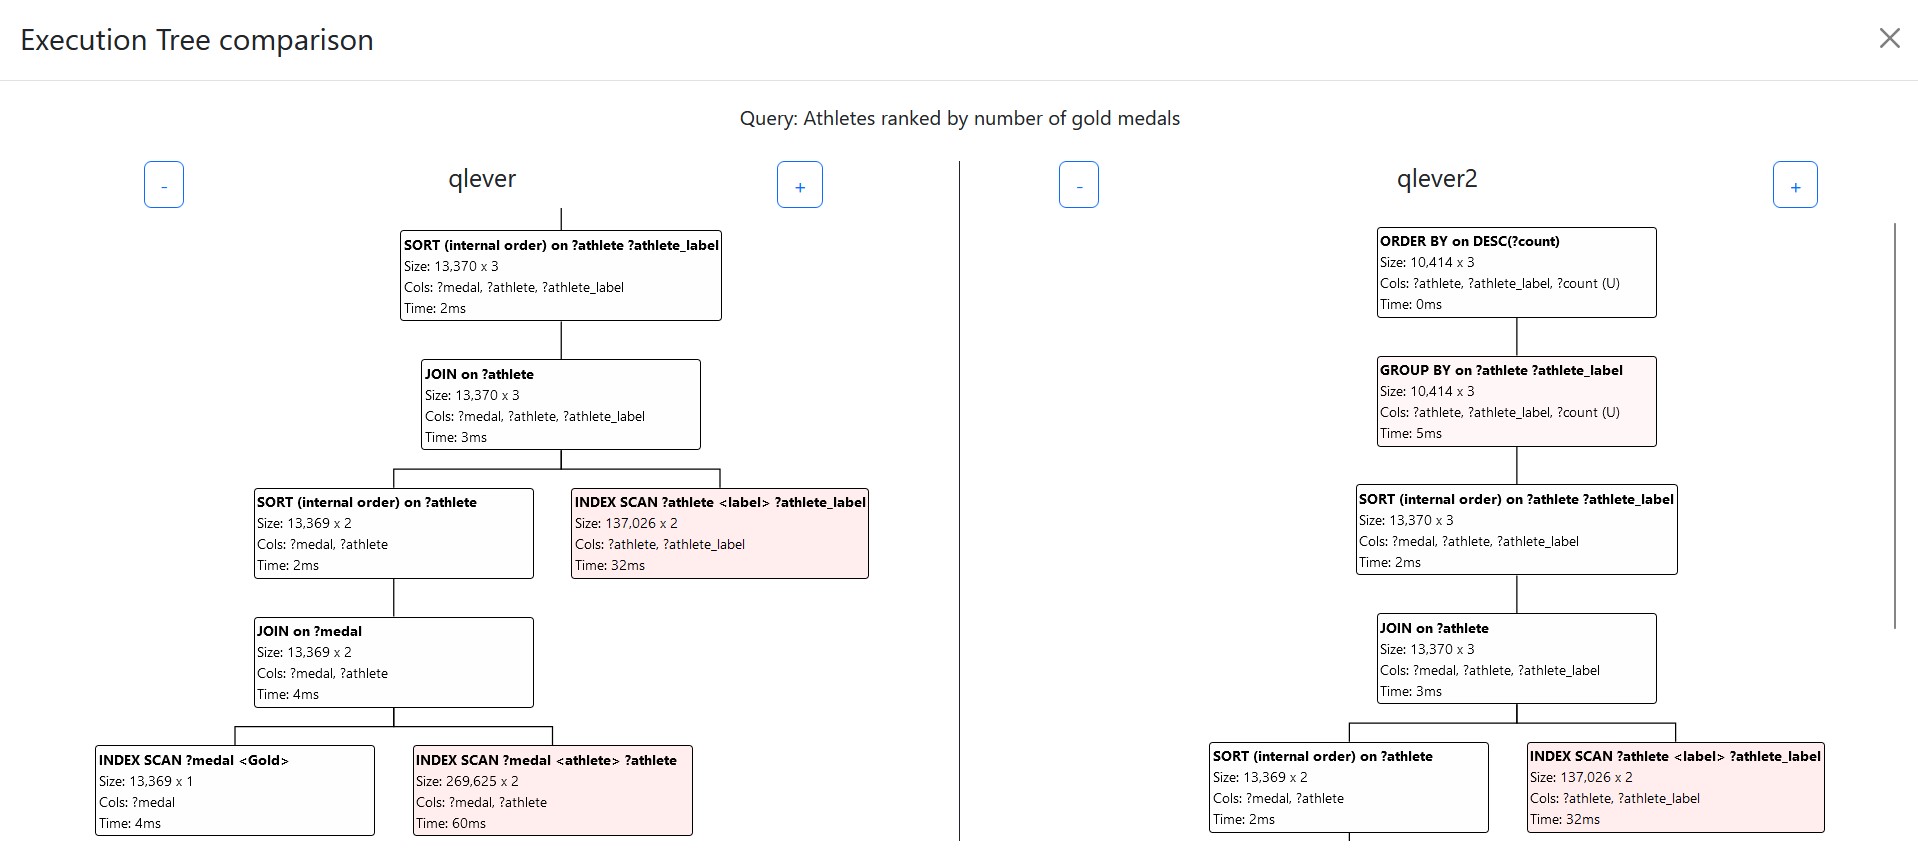 Execution Tree comparison
Query: Athletes ranked by number of gold medals
-
qlever
+
SORT (internal order) on ?athlete ?athlete_label
Size: 13,370 x 3
Cols: ?medal, ?athlete, ?athlete_label
Time: 2ms
JOIN on ?athlete
Size: 13,370 x 3
Cols: ?medal, ?athlete, ?athlete_label
Time: 3ms
SORT (internal order) on ?athlete
Size: 13,369 x 2
Cols: ?medal, ?athlete
Time: 2ms
INDEX SCAN ?athlete <label> ?athlete_label
Size: 137,026 x 2
Cols: ?athlete, ?athlete_label
Time: 32ms
JOIN on ?medal
Size: 13,369 x 2
Cols: ?medal, ?athlete
Time: 4ms
INDEX SCAN ?medal <Gold>
Size: 13,369 x 1
Cols: ?medal
Time: 4ms
INDEX SCAN ?medal <athlete> ?athlete
Size: 269,625 x 2
Cols: ?medal, ?athlete
Time: 60ms
-
qlever2
+
ORDER BY on DESC(?count)
Size: 10,414 x 3
Cols: ?athlete, ?athlete_label, ?count (U)
Time: 0ms
GROUP BY on ?athlete ?athlete_label
Size: 10,414 x 3
Cols: ?athlete, ?athlete_label, ?count (U)
Time: 5ms
SORT (internal order) on ?athlete ?athlete_label
Size: 13,370 x 3
Cols: ?medal, ?athlete, ?athlete_label
Time: 2ms
JOIN on ?athlete
Size: 13,370 x 3
Cols: ?medal, ?athlete, ?athlete_label
Time: 3ms
SORT (internal order) on ?athlete
Size: 13,369 x 2
Cols: ?medal, ?athlete
Time: 2ms
INDEX SCAN ?athlete <label> ?athlete_label
Size: 137,026 x 2
Cols: ?athlete, ?athlete_label
Time: 32ms